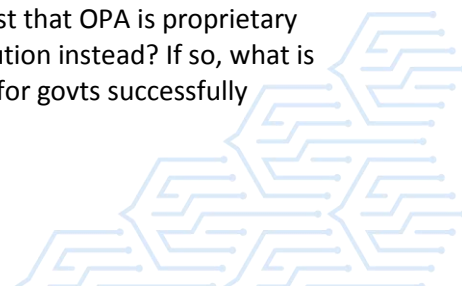 st that OPA is proprietary
ution instead? If so, what is
for govts successfully